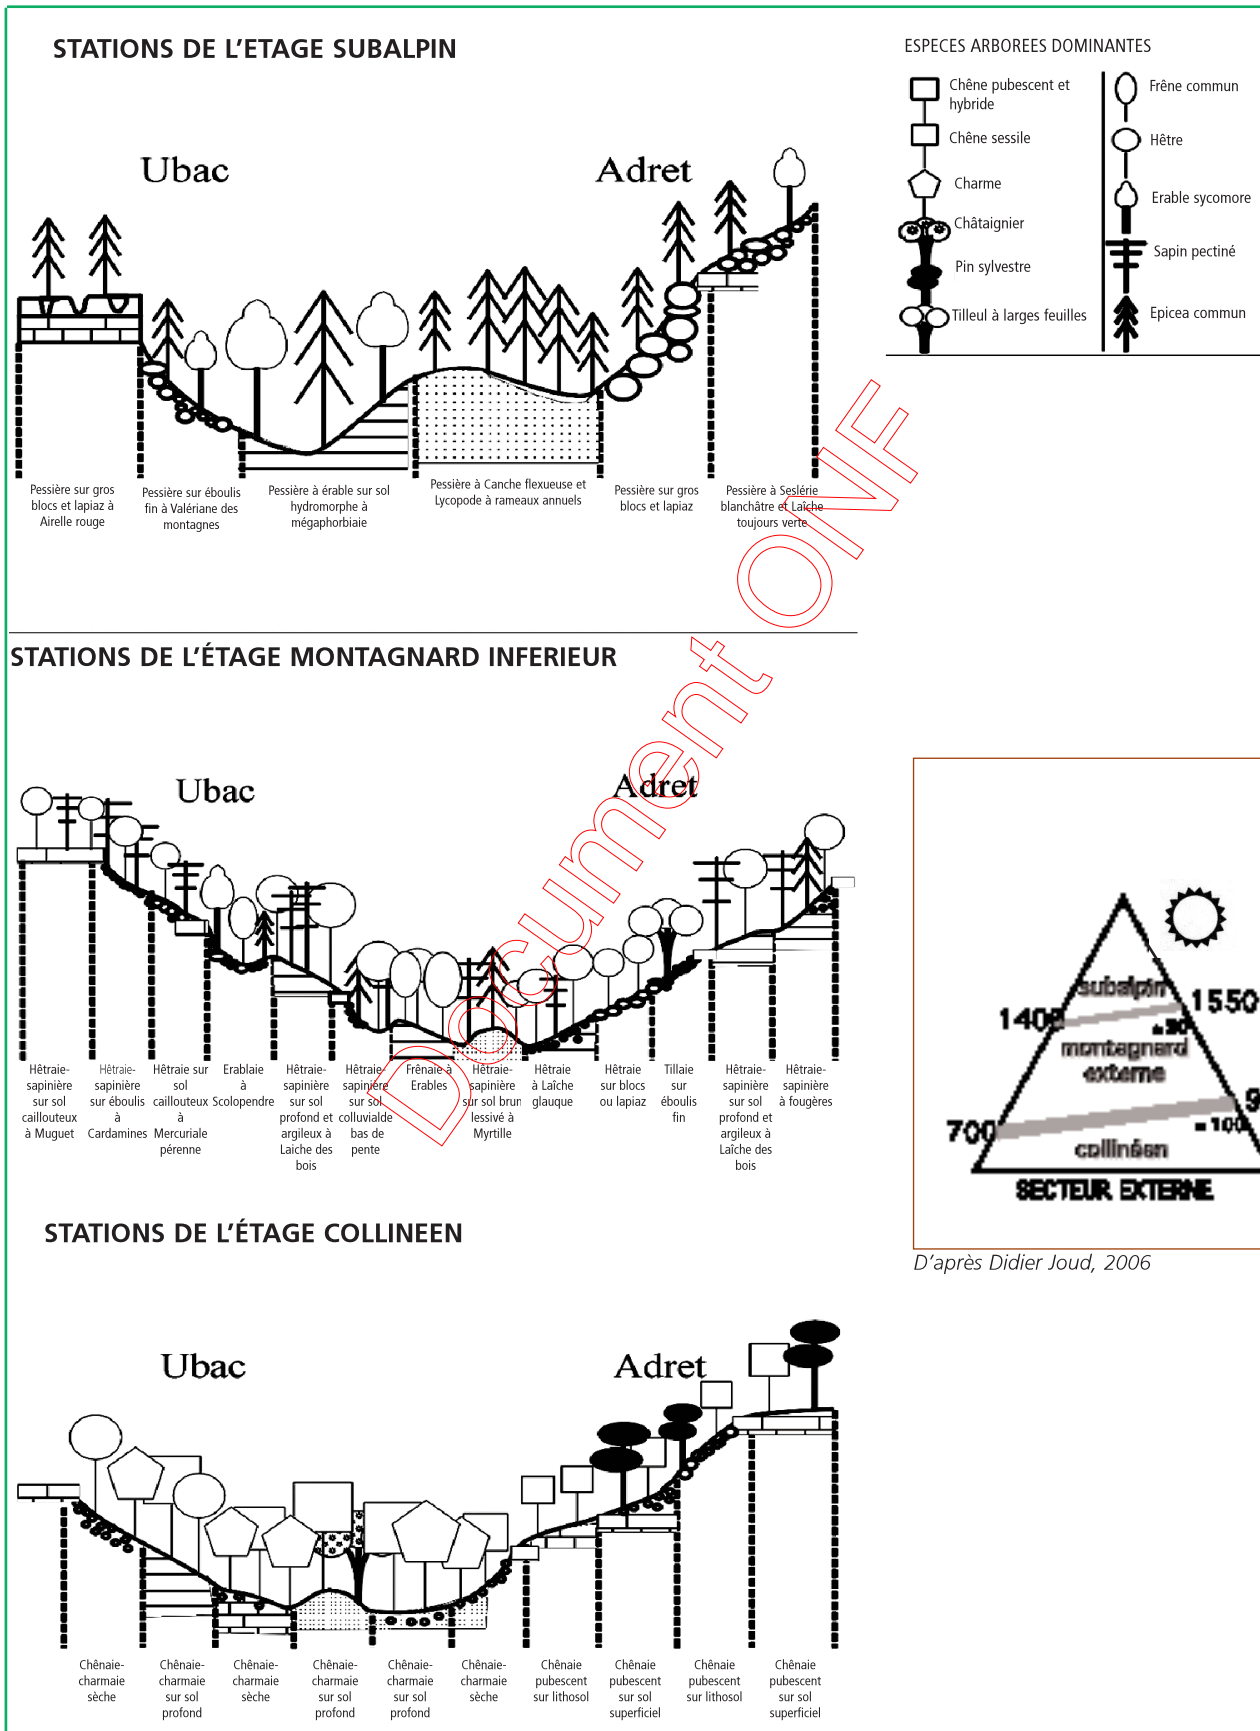 STATIONS DE L’ETAGE SUBALPIN
ESPECES ARBOREES DOMINANTES
Chêne pubescent et
hybride
Chêne sessile
Charme
Châtaignier
Pin sylvestre
Tilleul à larges feuilles
Frêne commun
Hêtre
Erable sycomore
Sapin pectiné
Epicea commun
Ubac
Adret
Pessière sur gros
blocs et lapiaz à
Airelle rouge
Pessière sur éboulis
fin à Valériane des
montagnes
Pessière à érable sur sol
hydromorphe à
mégaphorbiaie
Pessière à Canche flexueuse et
Lycopode à rameaux annuels
Pessière sur gros
blocs et lapiaz
Pessière à Seslérie
blanchâtre et Laîche
toujours verte
Document ONF
STATIONS DE L’ÉTAGE MONTAGNARD INFERIEUR
Ubac
Adret
Hêtraie-
sapinière
sur sol
caillouteux
à Muguet
Hêtraie-
sapinière
sur éboulis
à
Cardamines
Hêtraie sur
sol
caillouteux
à
Mercuriale
pérenne
Erablaie
à
Scolopendre
Hêtraie-
sapinière
sur sol
profond et
argileux à
Laiche des
bois
Hêtraie-
sapinière
sur sol
colluvialde
bas de
pente
Frênaie à
Erables
Hêtraie-
sapinière
sur sol brun
lessivé à
Myrtille
Hêtraie
à Laîche
glauque
Hêtraie
sur blocs
ou lapiaz
Tillaie
sur
éboulis
fin
Hêtraie-
sapinière
sur sol
profond et
argileux à
Laîche des
bois
Hêtraie-
sapinière
à fougères
subalpin
1400
1550
montagnard
externe
700
9
= 100
collinéen
SECTEUR EXTERNE
D’après Didier Joud, 2006
STATIONS DE L’ÉTAGE COLLINEEN
Ubac
Adret
Chênaie-
charmaie
sèche
Chênaie-
charmaie
sur sol
profond
Chênaie-
charmaie
sèche
Chênaie-
charmaie
sur sol
profond
Chênaie-
charmaie
sur sol
profond
Chênaie-
charmaie
sèche
Chênaie
pubescent
sur lithosol
Chênaie
pubescent
sur sol
superficiel
Chênaie
pubescent
sur lithosol
Chênaie
pubescent
sur sol
superficiel